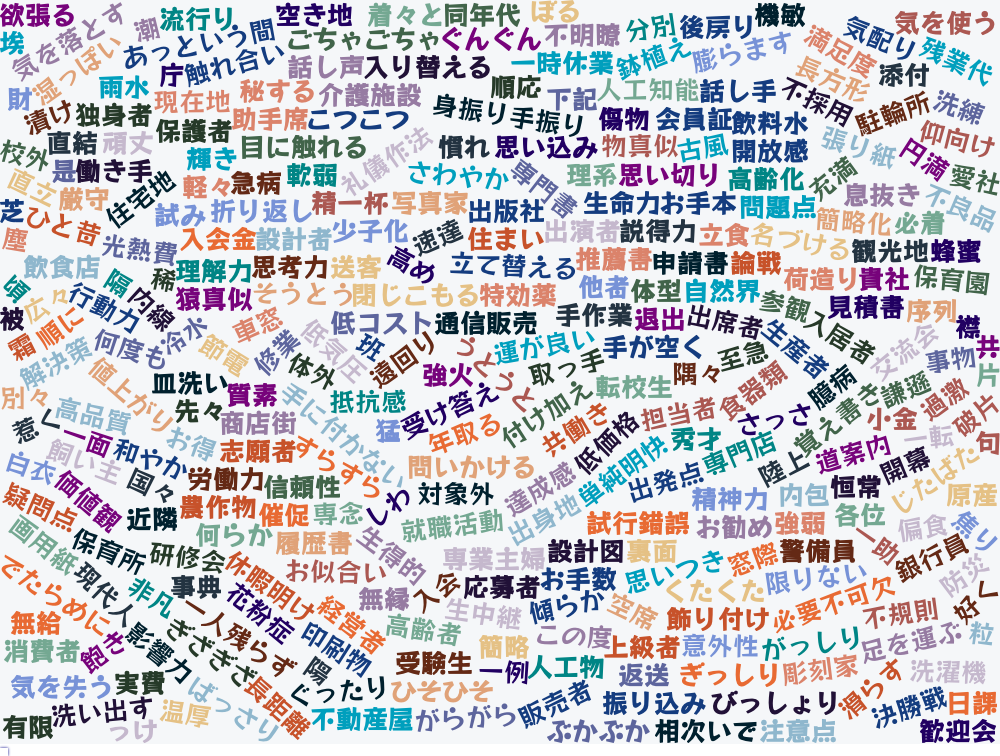 欲張る
気を落とす
潮
流行り
空き地
着々と
同年代
ぼる
機敏
気を使う
埃
あっという間
ごちゃごちゃ
ぐんぐん
不明瞭
分別
後戻り
気配り
残業代
湿っぽい
庁
触れ合い
話し声
入り替える
一時休業
鉢植え
膨らます
満足度
長方形
添付
財
雨水
現在地
秘する
介護施設
順応
下記
人工知能
話し手
不採用
駐輪所
洗練
漬け
独身者
保護者
助手席
こつこつ
身振り手振り
傷物
会員証
飲料水
張り紙
仰向け
校外
直結
頑丈
輝き
目に触れる
礼儀作法
慣れ
思い込み
物真似
古風
開放感
円満
愛社
是
働き手
軽々
急病
軟弱
さわやか
専門書
理系
思い切り
高齢化
充満
息抜き
不良品
直立
厳守
住宅地
試み
折り返し
精一杯
写真家
出版社
生命力
お手本
問題点
簡略化
必着
芝
ひと昔
塵
光熱費
入会金
設計者
少子化
速達
住まい
出演者
説得力
立食
名づける
観光地
蜂蜜
飲食店
隔
稀
理解力
思考力
送客
高め
立て替える
推薦書
申請書
論戦
荷造り
貴社
保育園
頃
広々
行動力
内線
猿真似
そうとう
閉じこもる
特効薬
他者
体型
自然界
参観
見積書
序列
被
霜
順に
何度も
冷水
車窓
低コスト
通信販売
手作業
退出
出席者
入居者
襟
共
解決策
節電
修業
低気圧
班
遠回り
うとうと
運が良い
手が空く
至急
生産者
交流会
事物
片
別々
値上がり
皿洗い
質素
体外
強火
取っ手
転校生
隅々
臆病
謙遜
過激
惹く
高品質
先々
商店街
手に付かない
抵抗感
受け答え
付け加え
共働き
低価格
担当者
食器類
さっさ
覚え書き
小金
破片
一面
和やか
お得
志願者
すらすら
猛
年取る
単純明快
秀才
専門店
陸上
道案内
一転
句
白衣
飼い主
価値観
国々
労働力
信頼性
しわ
問いかける
対象外
達成感
出身地
出発点
精神力
内包
恒常
開幕
じたばた
原産
疑問点
近隣
農作物
催促
専念
就職活動
試行錯誤
お勧め
強弱
各位
偏食
濁り
画用紙
保育所
研修会
何らか
履歴書
生得的
専業主婦
設計図
裏面
窓際
警備員
一助
銀行員
防災
でたらめに
現代人
非凡
事典
休暇明け
お似合い
無縁
入会
応募者
お手数
思いつき
くたくた
限りない
必要不可欠
好く
無給
飽き
影響力
一人残らず
花粉症
経営者
高齢者
生中継
傾らか
空席
飾り付け
不規則
粒
消費者
ぎざぎざ
印刷物
簡略
この度
上級者
意外性
がっしり
足を運ぶ
気を失う
実費
ばっさり
長距離
陽
ぐったり
受験生
一例
人工物
返送
ぎっしり
彫刻家
滑らす
洗濯機
有限
洗い出す
っけ
温厚
不動産屋
ひそひそ
がらがら
販売者
振り込み
びっしょり
決勝戦
日課
ぶかぶか
相次いで
注意点
歓迎会